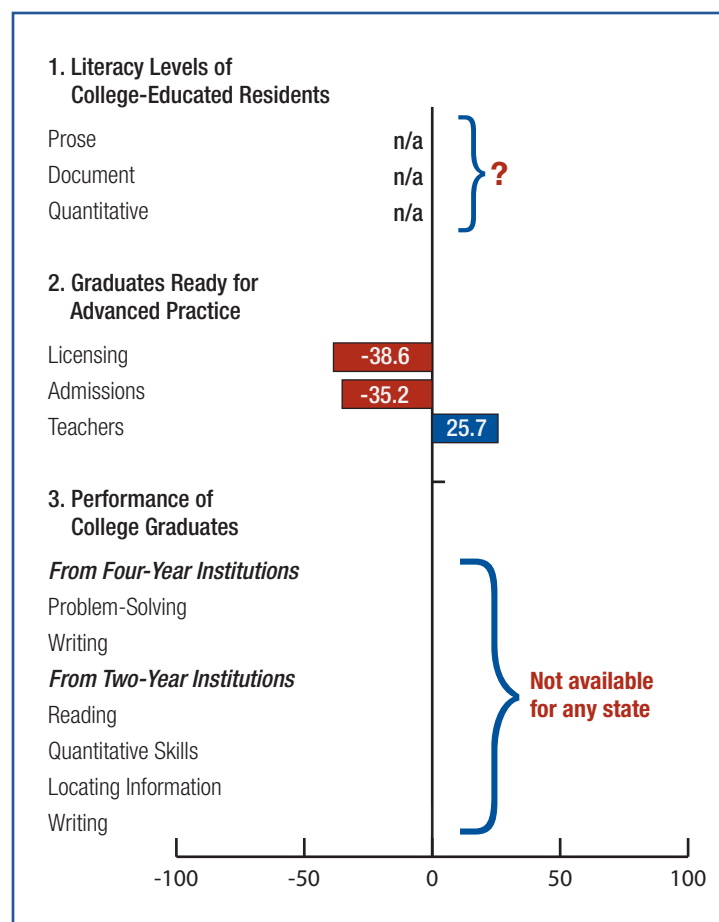 1. Literacy Levels of
College-Educated Residents
Prose n/a
Document n/a
Quantitative n/a
?
2. Graduates Ready for
Advanced Practice
Licensing -38.6
Admissions -35.2
Teachers 25.7
3. Performance of
College Graduates
From Four-Year Institutions
Problem-Solving
Writing
From Two-Year Institutions
Reading
Quantitative Skills
Locating Information
Writing
Not available
for any state
-100 -50 0 50 100